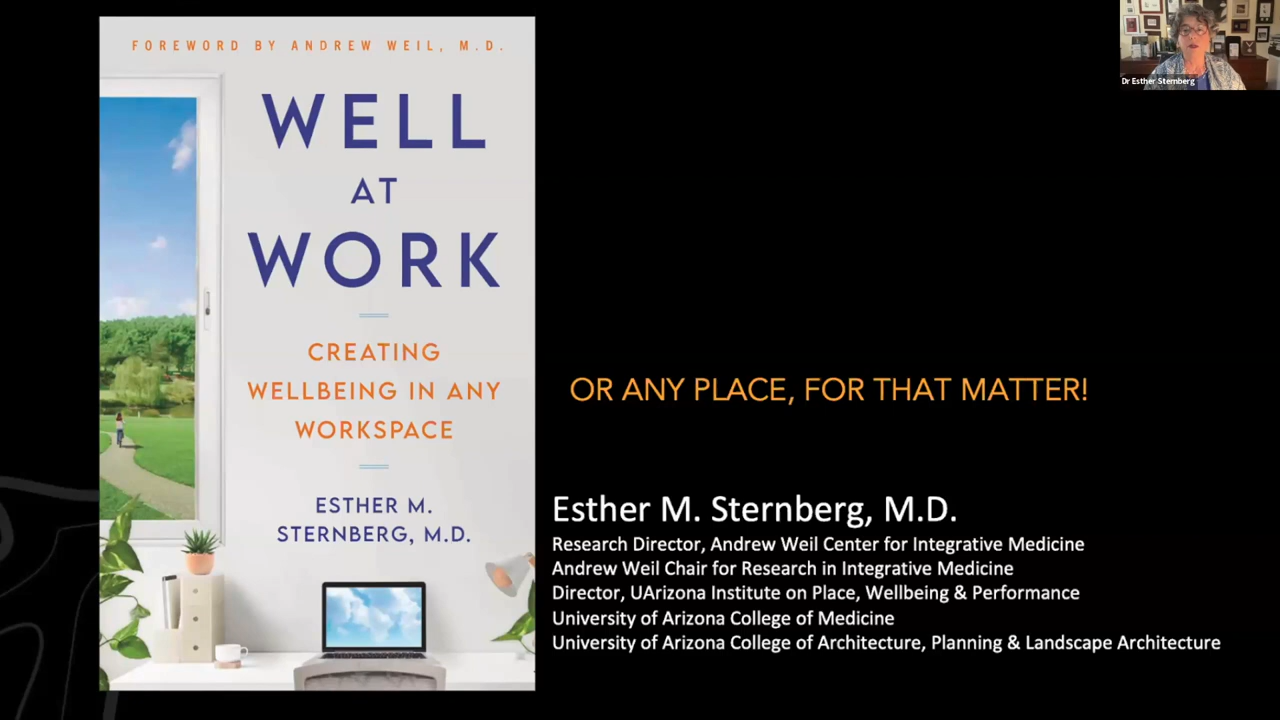 FOREWORD BY ANDREW WEIL, M.D.
WELL
AT
WORK
CREATING
WELLBEING IN ANY
WORKSPACE
ESTHER M.
STERNBERG, M.D.
OR ANY PLACE, FOR THAT MATTER!
Esther M. Sternberg, M.D.
Research Director, Andrew Weil Center for Integrative Medicine
Andrew Weil Chair for Research in Integrative Medicine
Director, UArizona Institute on Place, Wellbeing & Performance
University of Arizona College of Medicine
University of Arizona College of Architecture, Planning & Landscape Architecture
Dr Esther Sternberg